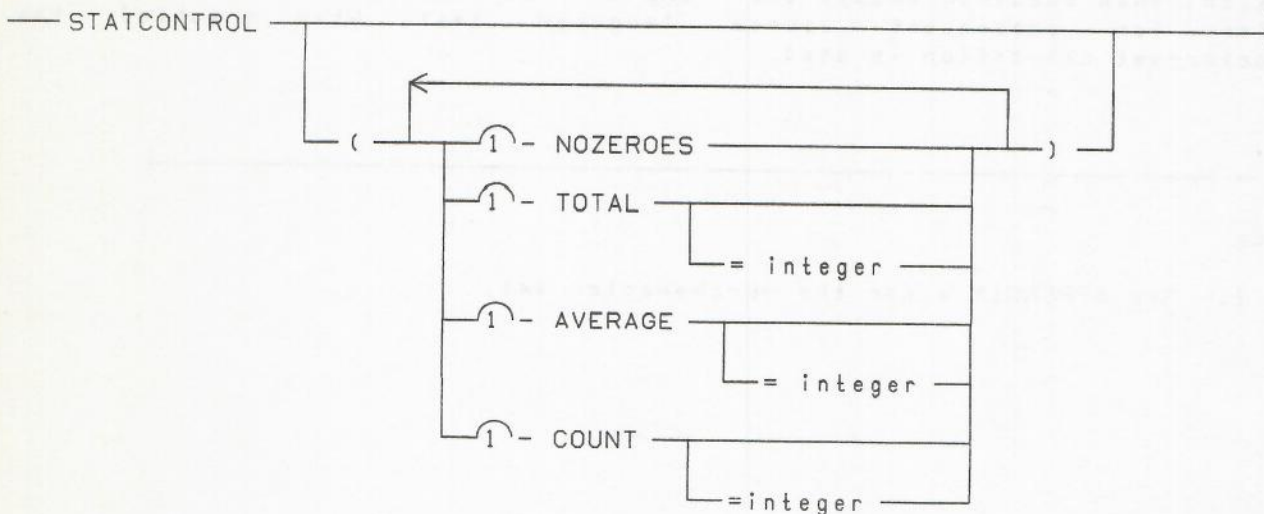 STATCONTROL
(
1 - NOZEROES
)
1 - TOTAL
= integer
1 - AVERAGE
= integer
1 - COUNT
=integer